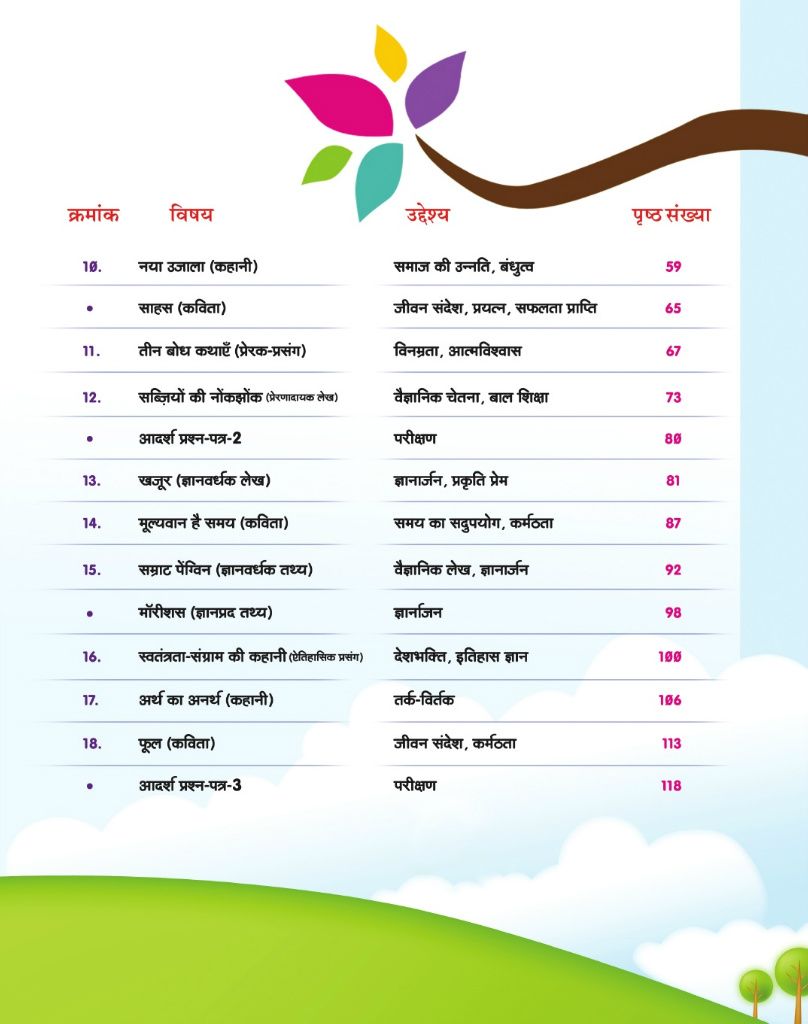 क्रमांक विषय उद्देश्य पृष्ठ संख्या
10. नया उजाला (कहानी) समाज की उन्नति, बंधुत्व 59
• साहस (कविता) जीवन संदेश, प्रयत्न, सफलता प्राप्ति 65
11. तीन बोध कथाएँ (प्रेरक-प्रसंग) विनम्रता, आत्मविश्वास 67
12. सब्ज़ियों की नोंकझोंक (प्रेरणादायक लेख) वैज्ञानिक चेतना, बाल शिक्षा 73
• आदर्श प्रश्न-पत्र-2 परीक्षण 80
13. खजूर (ज्ञानवर्धक लेख) ज्ञानार्जन, प्रकृति प्रेम 81
14. मूल्यवान है समय (कविता) समय का सदुपयोग, कर्मठता 87
15. सम्राट पेंग्विन (ज्ञानवर्धक तथ्य) वैज्ञानिक लेख, ज्ञानार्जन 92
• मॉरीशस (ज्ञानप्रद तथ्य) ज्ञार्नाजन 98
16. स्वतंत्रता-संग्राम की कहानी (ऐतिहासिक प्रसंग) देशभक्ति, इतिहास ज्ञान 100
17. अर्थ का अनर्थ (कहानी) तर्क-विर्तक 106
18. फूल (कविता) जीवन संदेश, कर्मठता 113
• आदर्श प्रश्न-पत्र-3 परीक्षण 118